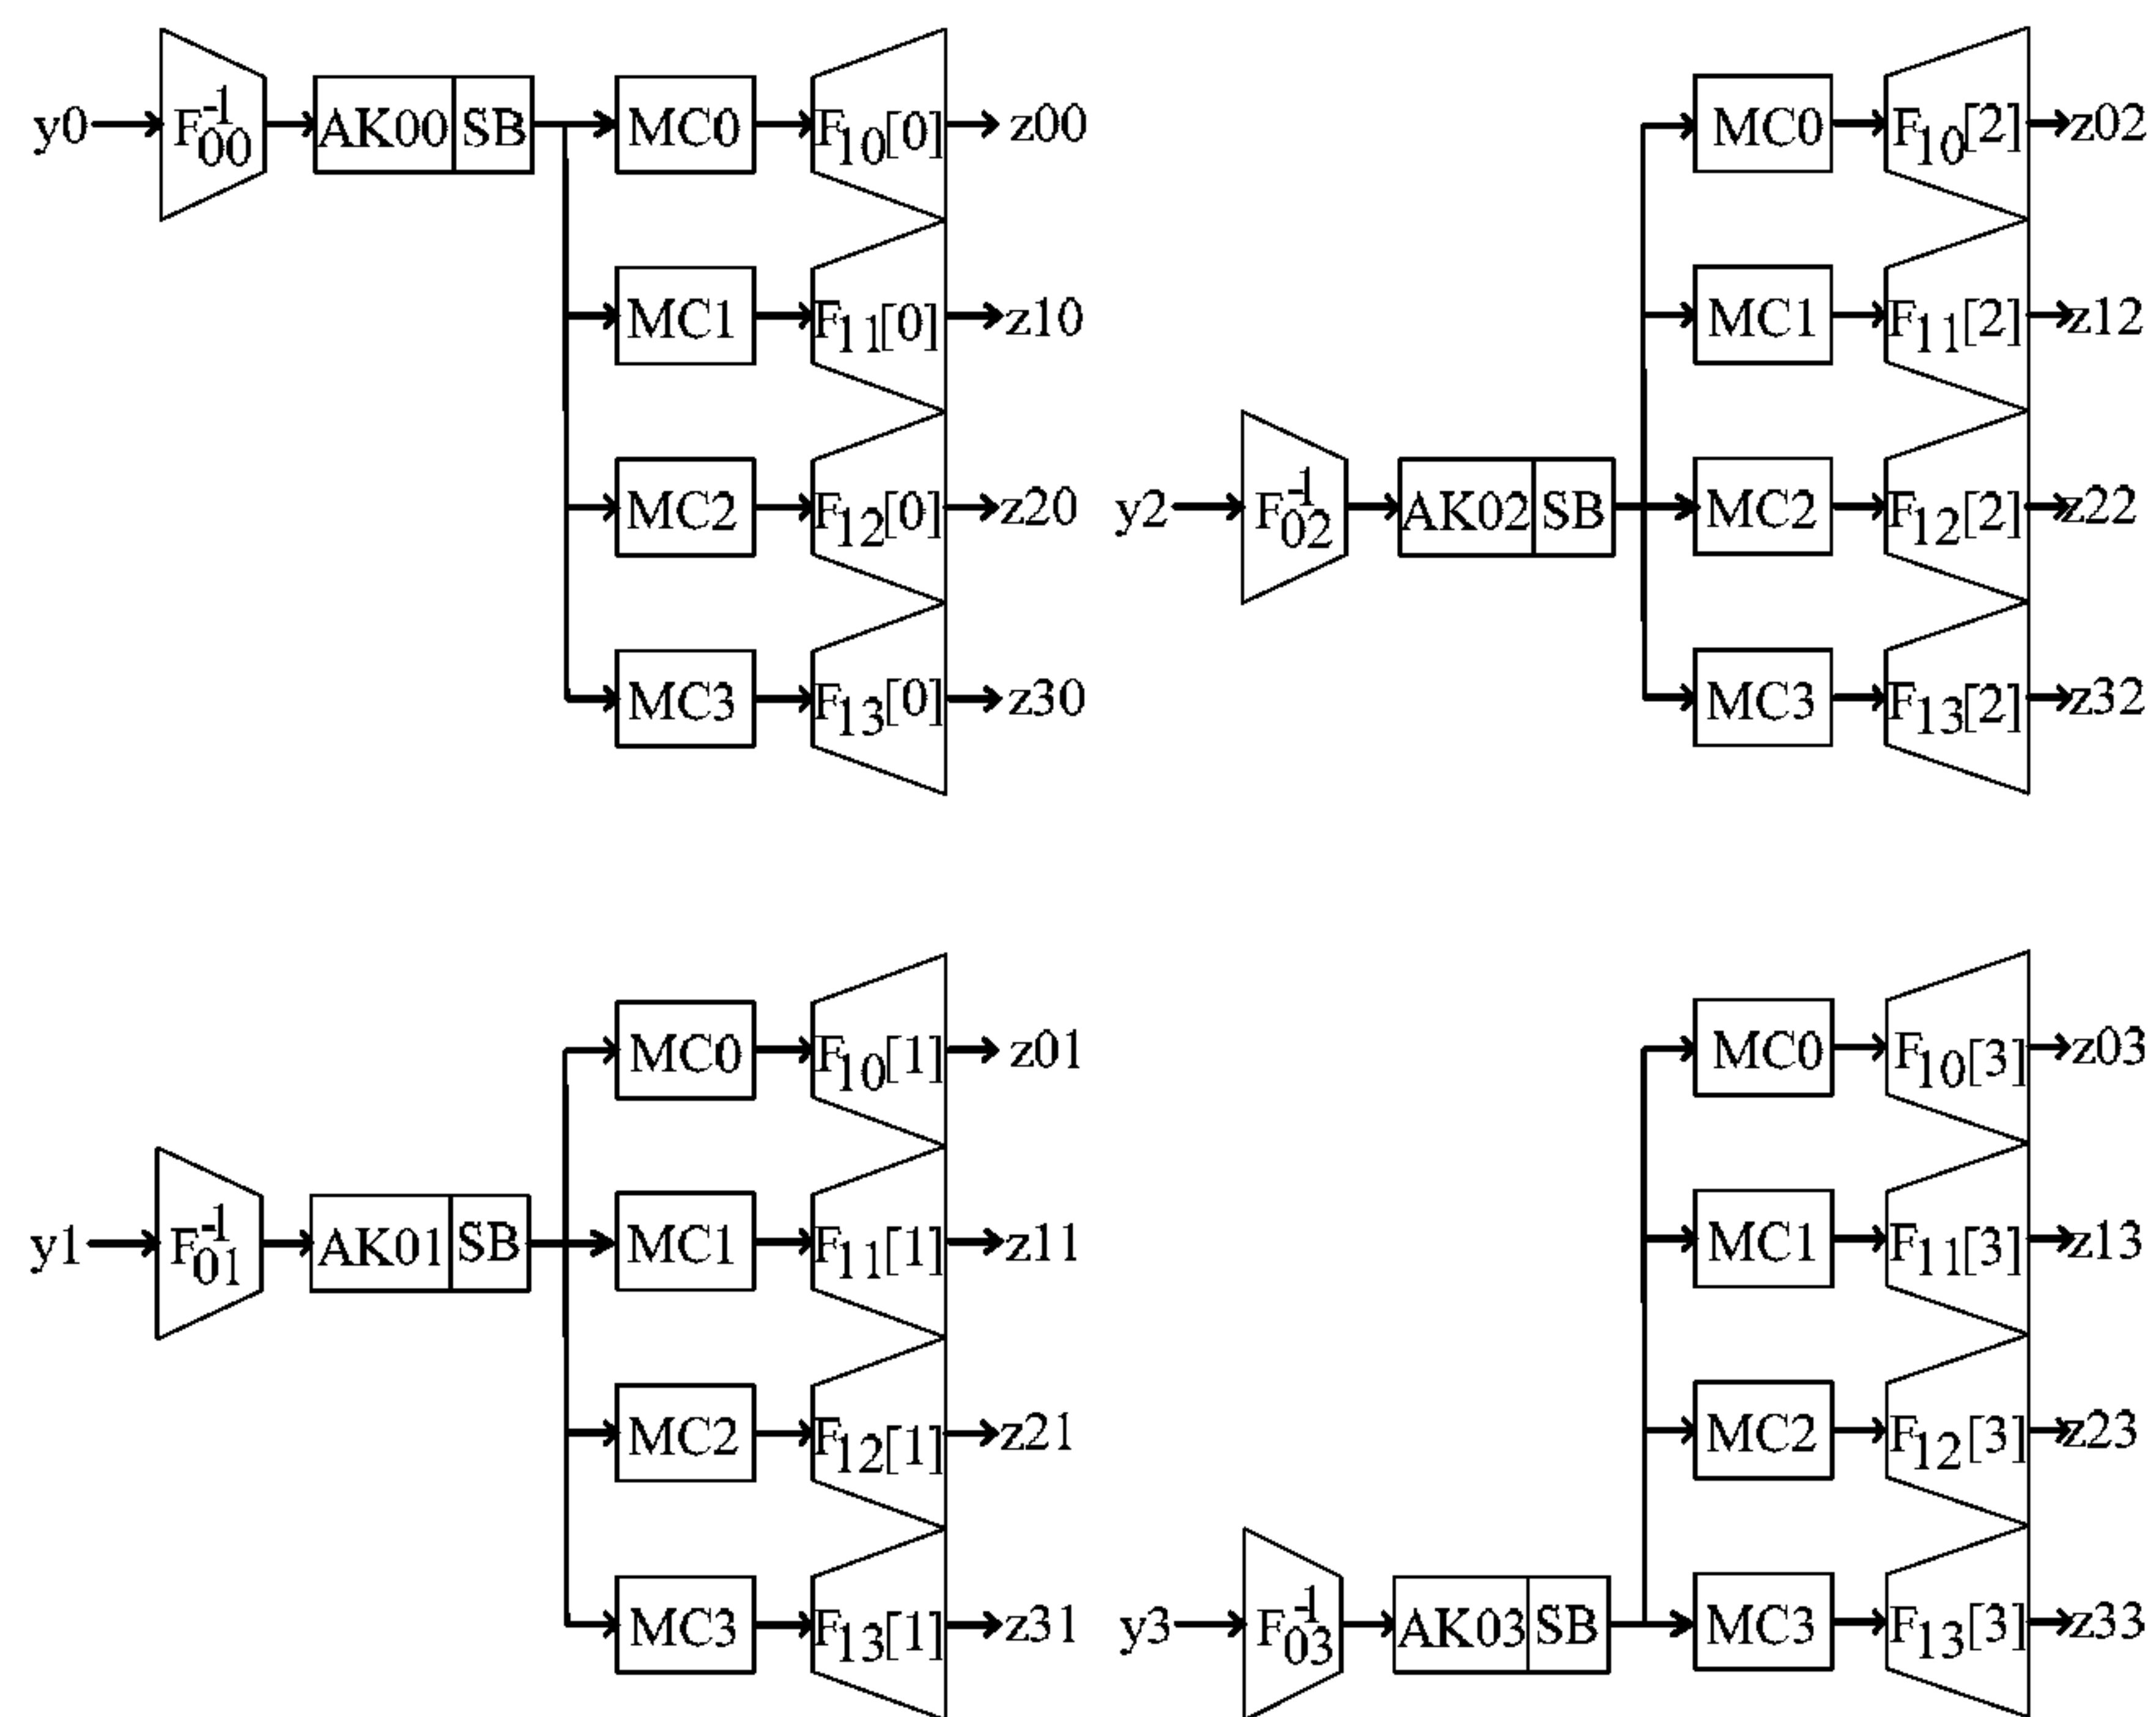 y0 F₀₀⁻¹ AK00 SB MC0 F₁₀[0] z00
MC1 F₁₁[0] z10
MC2 F₁₂[0] z20
MC3 F₁₃[0] z30
y2 F₀₂⁻¹ AK02 SB MC0 F₁₀[2] z02
MC1 F₁₁[2] z12
MC2 F₁₂[2] z22
MC3 F₁₃[2] z32
y1 F₀₁⁻¹ AK01 SB MC0 F₁₀[1] z01
MC1 F₁₁[1] z11
MC2 F₁₂[1] z21
MC3 F₁₃[1] z31
y3 F₀₃⁻¹ AK03 SB MC0 F₁₀[3] z03
MC1 F₁₁[3] z13
MC2 F₁₂[3] z23
MC3 F₁₃[3] z33